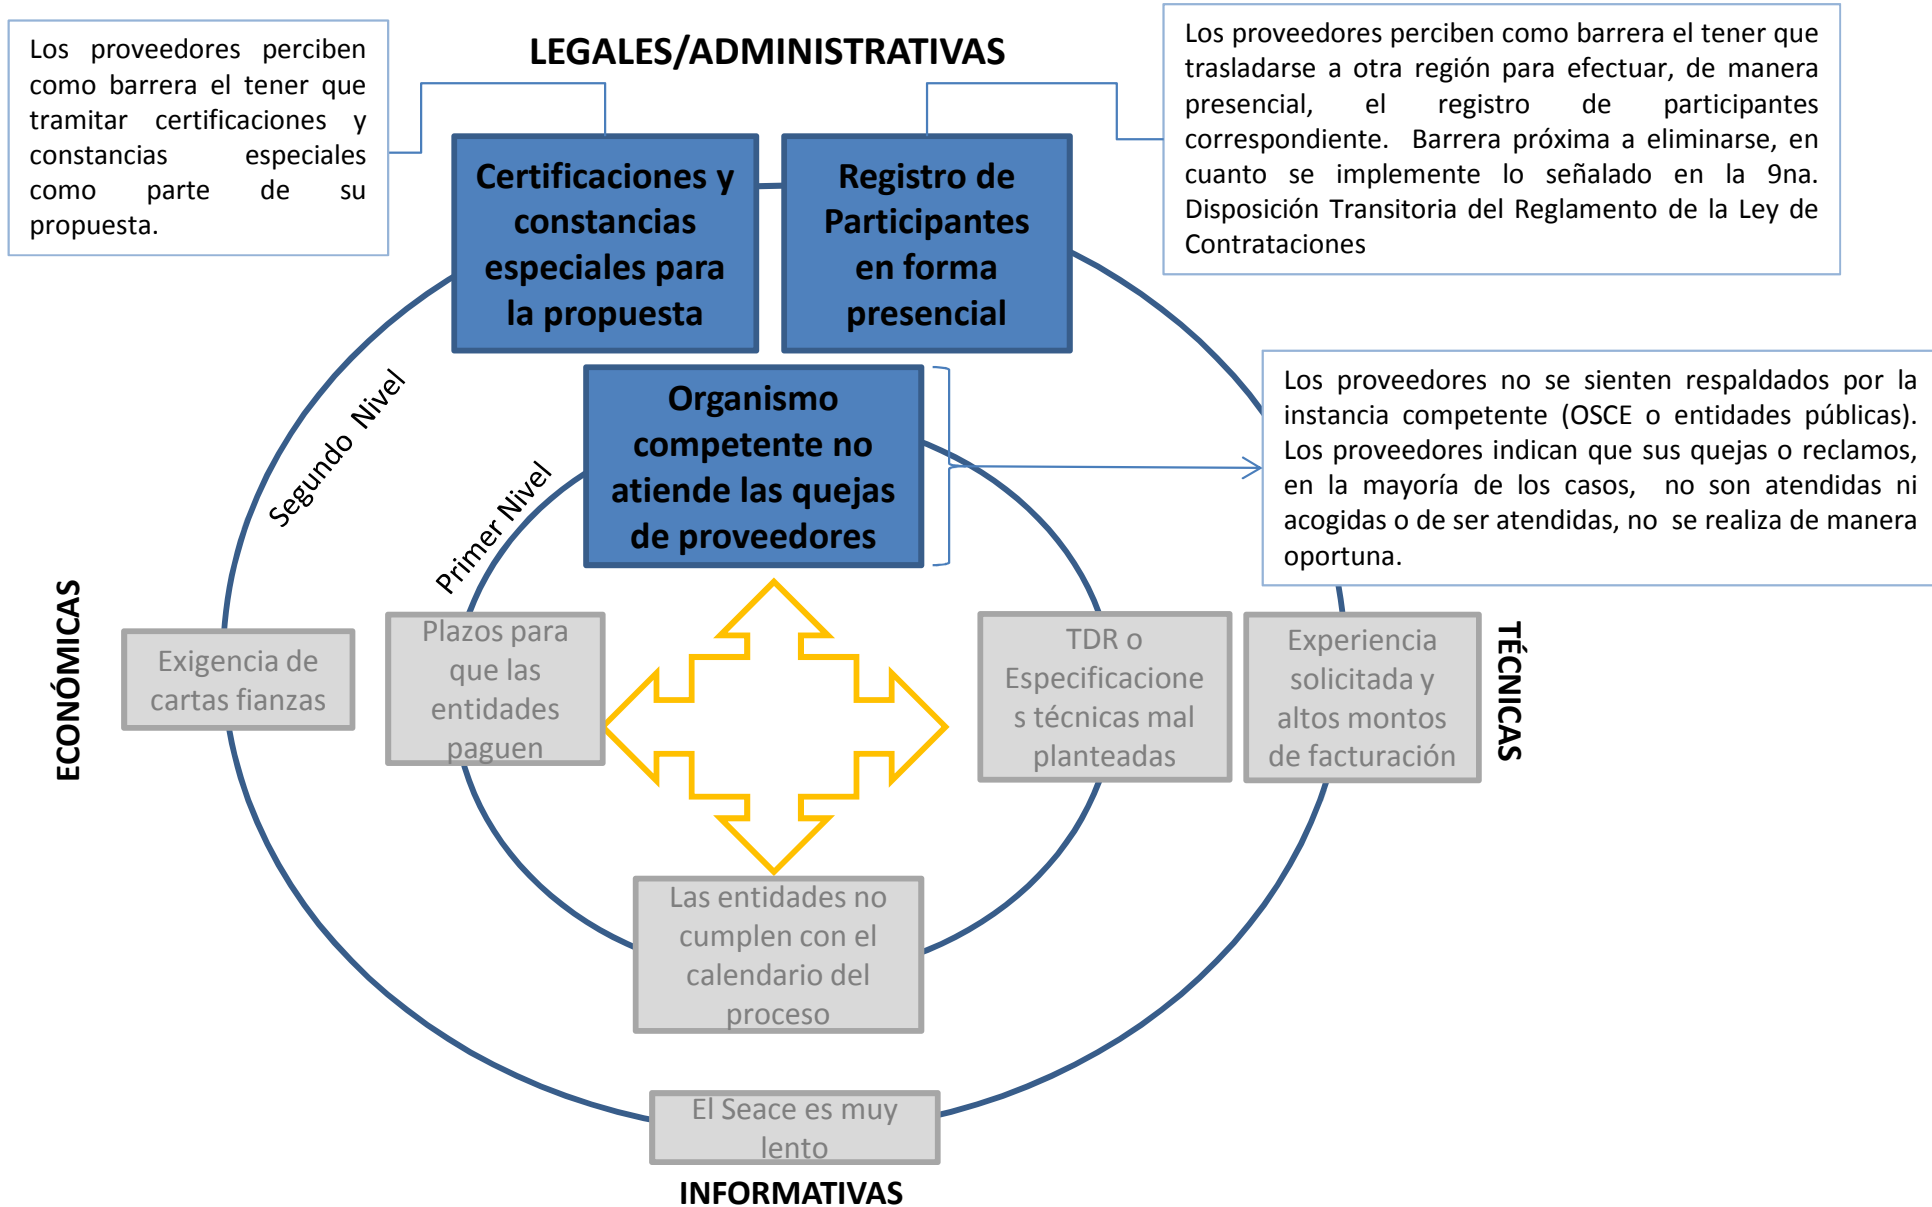 LEGALES/ADMINISTRATIVAS
Los proveedores perciben
como barrera el tener que
tramitar certificaciones y
constancias especiales
como parte de su
propuesta.
Los proveedores perciben como barrera el tener que
trasladarse a otra región para efectuar, de manera
presencial, el registro de participantes
correspondiente. Barrera próxima a eliminarse, en
cuanto se implemente lo señalado en la 9na.
Disposición Transitoria del Reglamento de la Ley de
Contrataciones
Certificaciones y
constancias
especiales para
la propuesta
Registro de
Participantes
en forma
presencial
Organismo
competente no
atiende las quejas
de proveedores
Los proveedores no se sienten respaldados por la
instancia competente (OSCE o entidades públicas).
Los proveedores indican que sus quejas o reclamos,
en la mayoría de los casos, no son atendidas ni
acogidas o de ser atendidas, no se realiza de manera
oportuna.
Segundo Nivel
Primer Nivel
ECONÓMICAS
Exigencia de
cartas fianzas
Plazos para
que las
entidades
paguen
TDR o
Especificacione
s técnicas mal
planteadas
Experiencia
solicitada y
altos montos
de facturación
TÉCNICAS
Las entidades no
cumplen con el
calendario del
proceso
El Seace es muy
lento
INFORMATIVAS